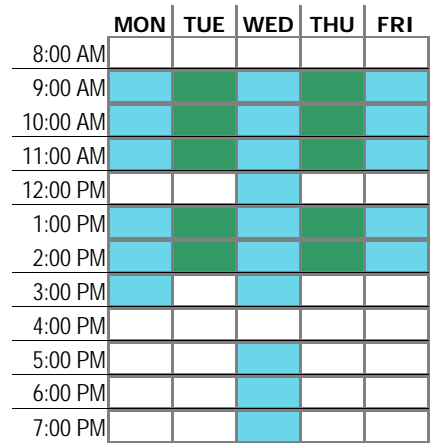 MON TUE WED THU FRI
8:00 AM
9:00 AM
10:00 AM
11:00 AM
12:00 PM
1:00 PM
2:00 PM
3:00 PM
4:00 PM
5:00 PM
6:00 PM
7:00 PM